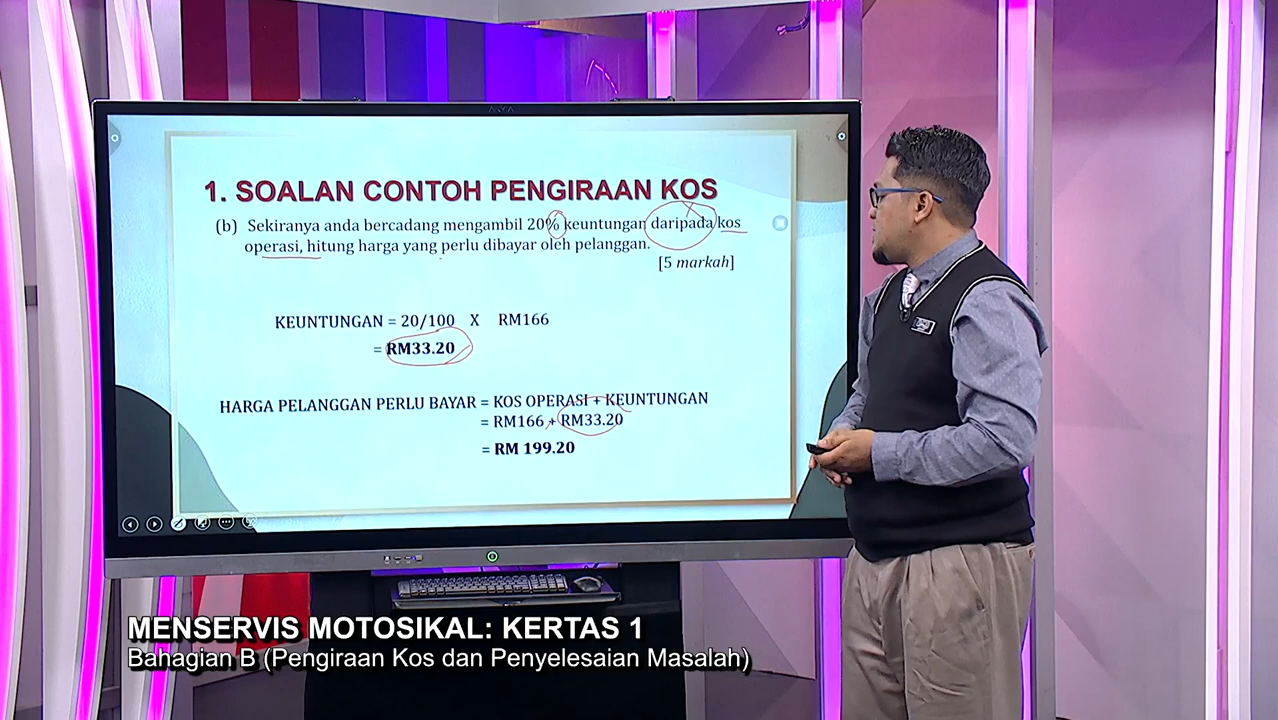 1. SOALAN CONTOH PENGIRAAN KOS
(b) Sekiranya anda bercadang mengambil 20% keuntungan daripada kos
operasi, hitung harga yang perlu dibayar oleh pelanggan.
[5 markah]
KEUNTUNGAN = 20/100 X RM166
= RM33.20
HARGA PELANGGAN PERLU BAYAR = KOS OPERASI + KEUNTUNGAN
= RM166 + RM33.20
= RM 199.20
MENSERVIS MOTOSIKAL: KERTAS 1
Bahagian B (Pengiraan Kos dan Penyelesaian Masalah)